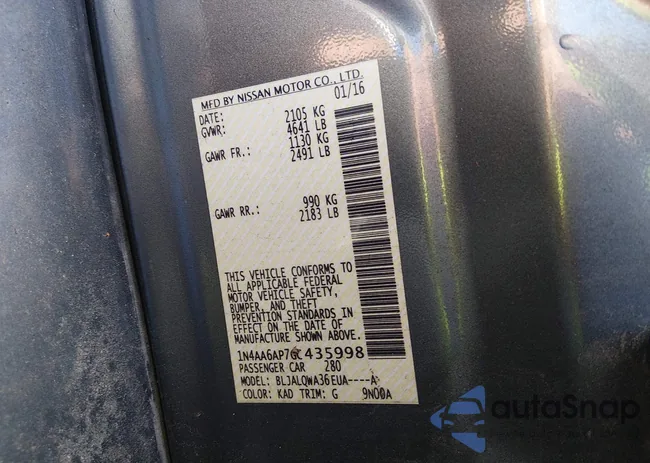 MFD BY NISSAN MOTOR CO., LTD.
DATE: 01/16
GVWR: 2105 KG
4641 LB
GAWR FR.: 1130 KG
2491 LB
GAWR RR.: 990 KG
2183 LB
THIS VEHICLE CONFORMS TO
ALL APPLICABLE FEDERAL
MOTOR VEHICLE SAFETY,
BUMPER, AND THEFT
PREVENTION STANDARDS IN
EFFECT ON THE DATE OF
MANUFACTURE SHOWN ABOVE.
1N4AA6AP7GC435998
PASSENGER CAR 280
MODEL: BLJALQWA36EUA----A
COLOR: KAD TRIM: G 9N00A
autoSnap